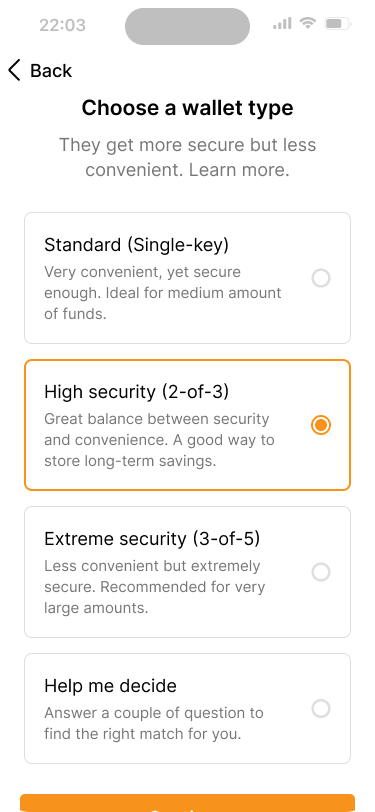 22:03
Back
Choose a wallet type
They get more secure but less
convenient. Learn more.
Standard (Single-key)
Very convenient, yet secure
enough. Ideal for medium amount
of funds.
High security (2-of-3)
Great balance between security
and convenience. A good way to
store long-term savings.
Extreme security (3-of-5)
Less convenient but extremely
secure. Recommended for very
large amounts.
Help me decide
Answer a couple of question to
find the right match for you.